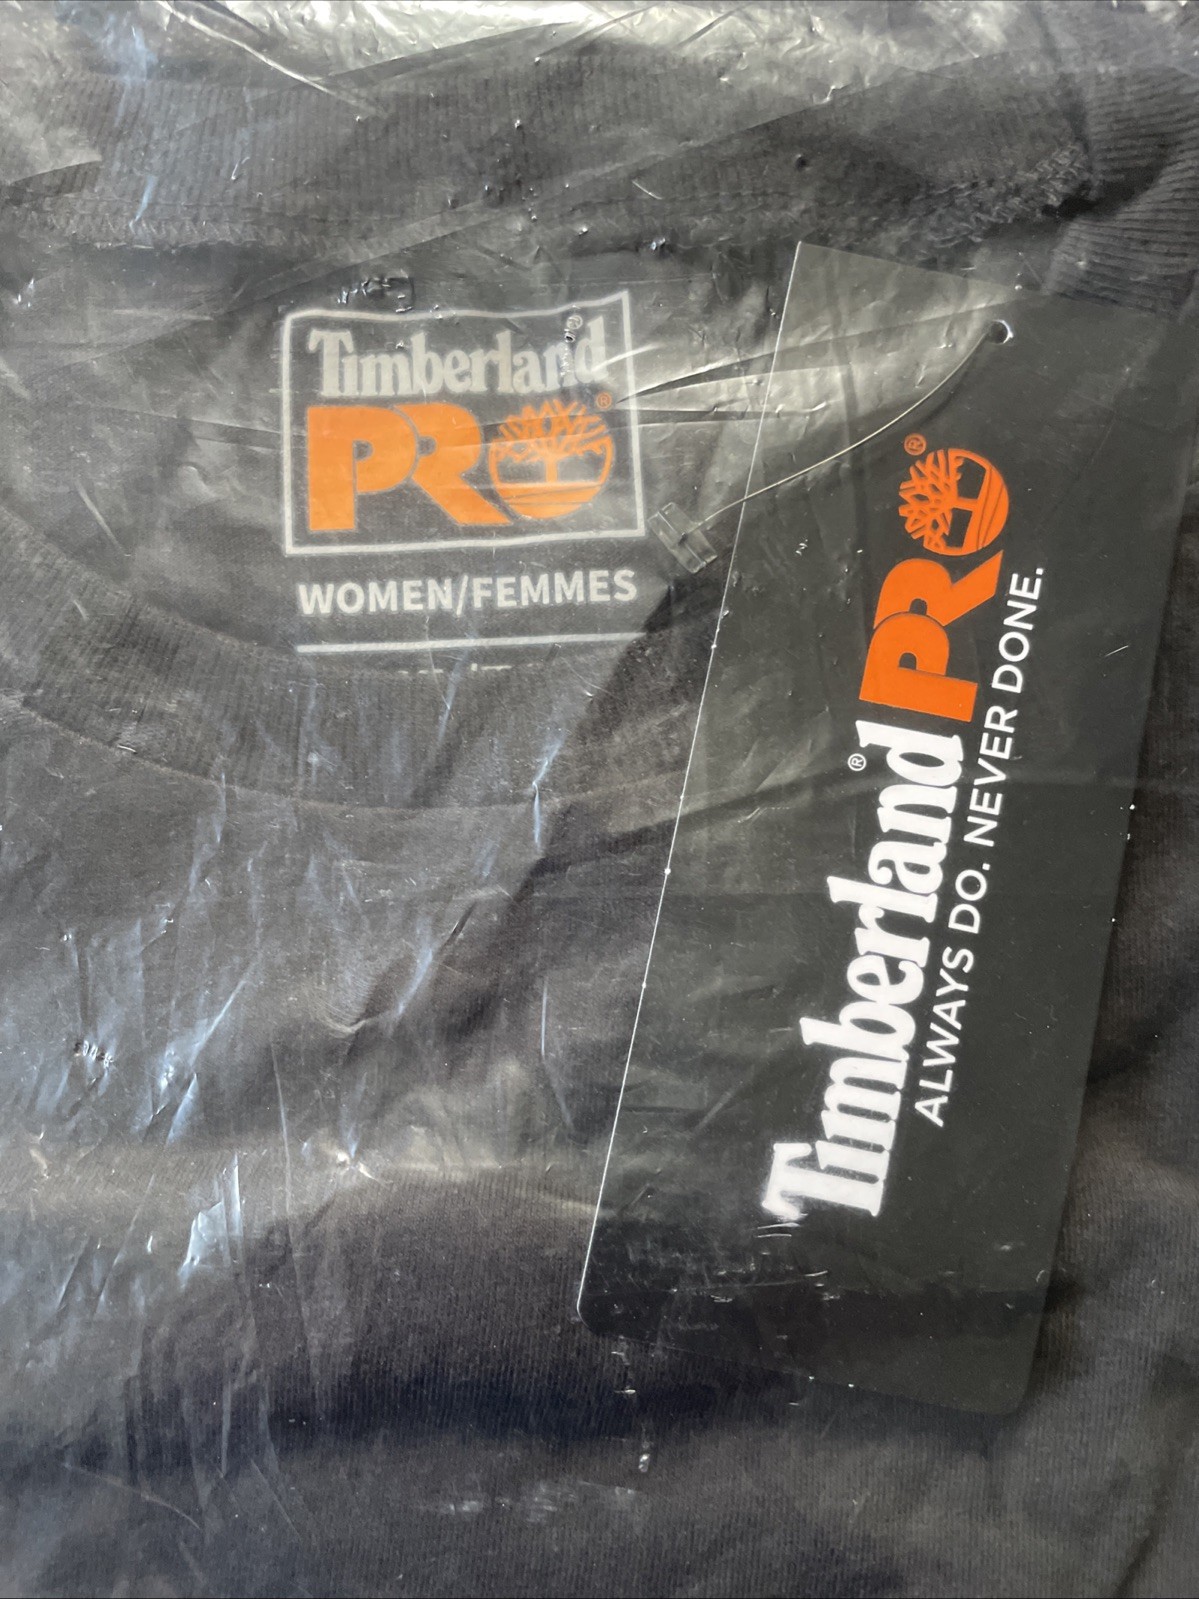 Timberland®
PRO®
WOMEN/FEMMES
Timberland® PRO®
ALWAYS DO. NEVER DONE.